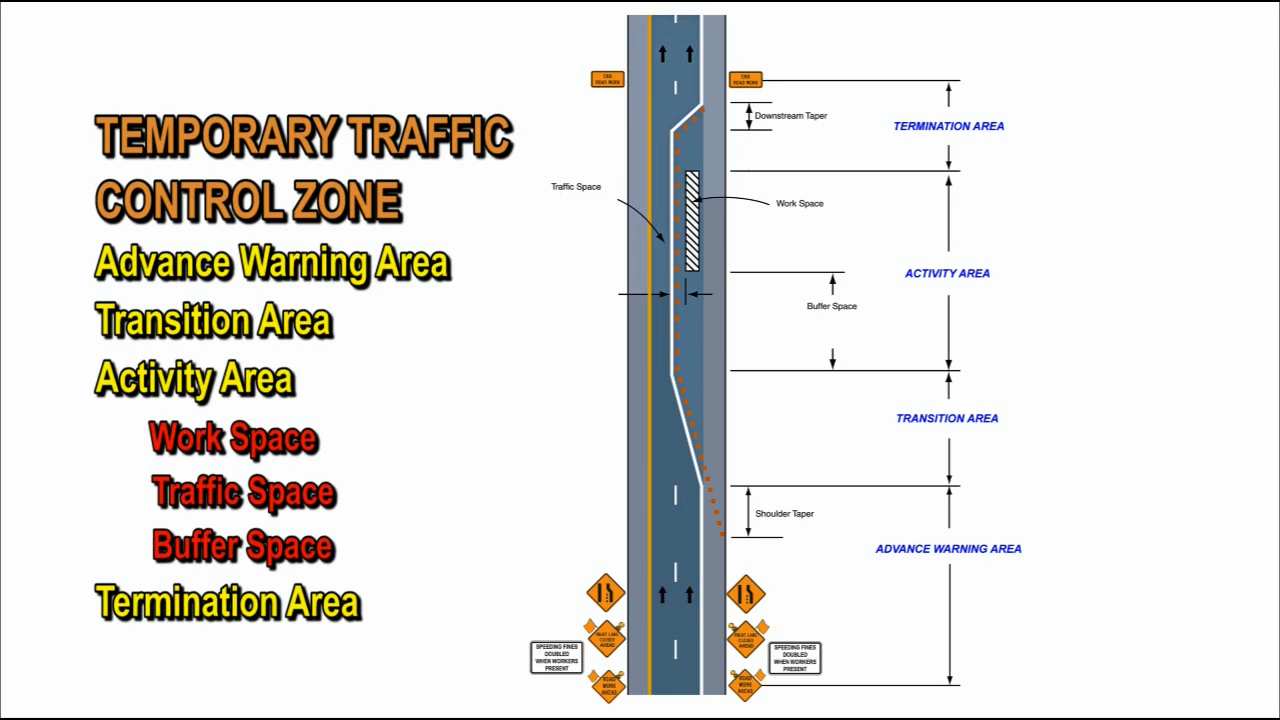 TEMPORARY TRAFFIC
CONTROL ZONE
Advance Warning Area
Transition Area
Activity Area
Work Space
Traffic Space
Buffer Space
Termination Area
END
ROAD WORK
END
ROAD WORK
Downstream Taper
TERMINATION AREA
Traffic Space
Work Space
ACTIVITY AREA
Buffer Space
TRANSITION AREA
Shoulder Taper
ADVANCE WARNING AREA
RIGHT LANE
CLOSED
AHEAD
RIGHT LANE
CLOSED
AHEAD
SPEEDING FINES
DOUBLED
WHEN WORKERS
PRESENT
SPEEDING FINES
DOUBLED
WHEN WORKERS
PRESENT
ROAD
WORK
AHEAD
ROAD
WORK
AHEAD